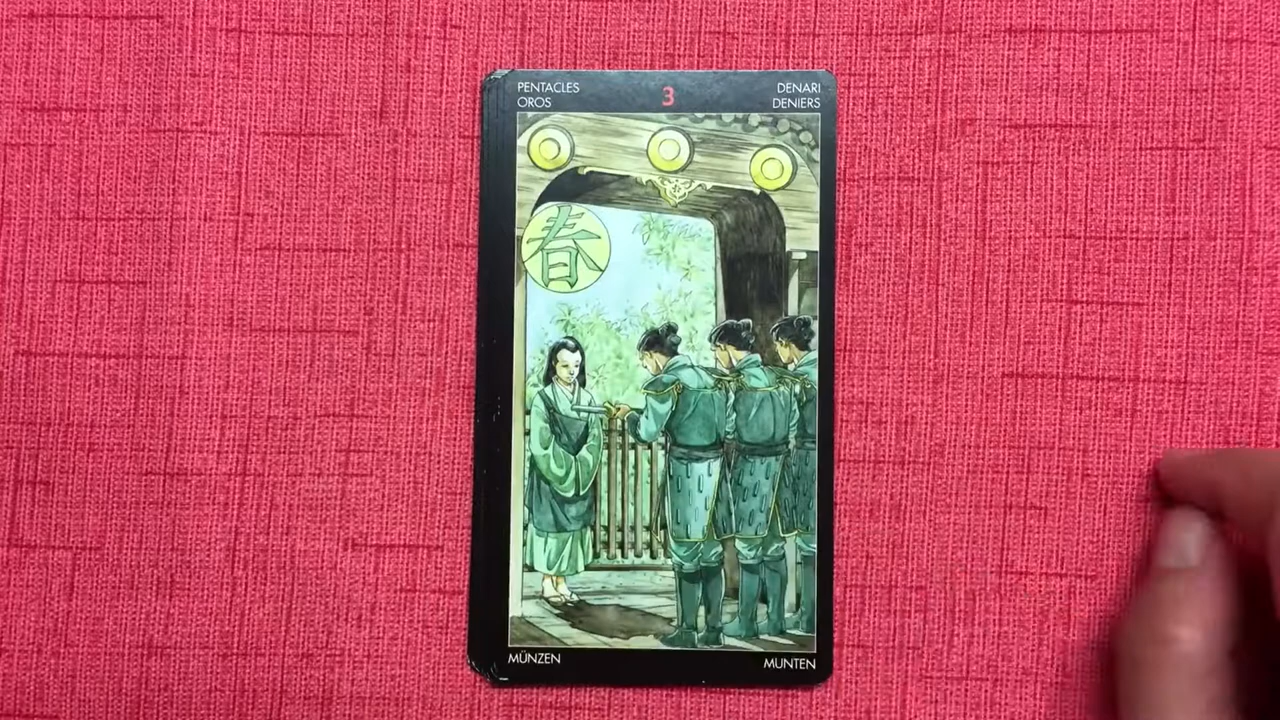 PENTACLES
OROS
3
DENARI
DENIERS
春
MÜNZEN
MUNTEN